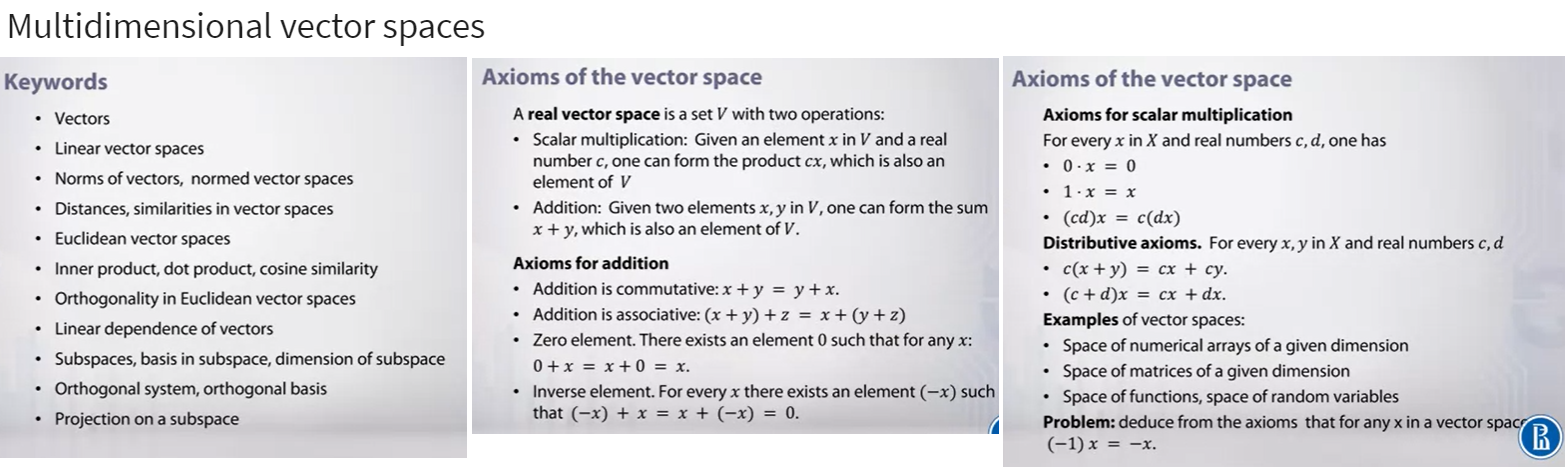 Multidimensional vector spaces
Keywords
• Vectors
• Linear vector spaces
• Norms of vectors, normed vector spaces
• Distances, similarities in vector spaces
• Euclidean vector spaces
• Inner product, dot product, cosine similarity
• Orthogonality in Euclidean vector spaces
• Linear dependence of vectors
• Subspaces, basis in subspace, dimension of subspace
• Orthogonal system, orthogonal basis
• Projection on a subspace
Axioms of the vector space
A real vector space is a set V with two operations:
• Scalar multiplication: Given an element x in V and a real
number c, one can form the product cx, which is also an
element of V
• Addition: Given two elements x, y in V, one can form the sum
x + y, which is also an element of V.
Axioms for addition
• Addition is commutative: x + y = y + x.
• Addition is associative: (x + y) + z = x + (y + z)
• Zero element. There exists an element 0 such that for any x:
0 + x = x + 0 = x.
• Inverse element. For every x there exists an element (−x) such
that (−x) + x = x + (−x) = 0.
Axioms of the vector space
Axioms for scalar multiplication
For every x in X and real numbers c, d, one has
• 0 · x = 0
• 1 · x = x
• (cd)x = c(dx)
Distributive axioms. For every x, y in X and real numbers c, d
• c(x + y) = cx + cy.
• (c + d)x = cx + dx.
Examples of vector spaces:
• Space of numerical arrays of a given dimension
• Space of matrices of a given dimension
• Space of functions, space of random variables
Problem: deduce from the axioms that for any x in a vector space
(−1) x = −x.